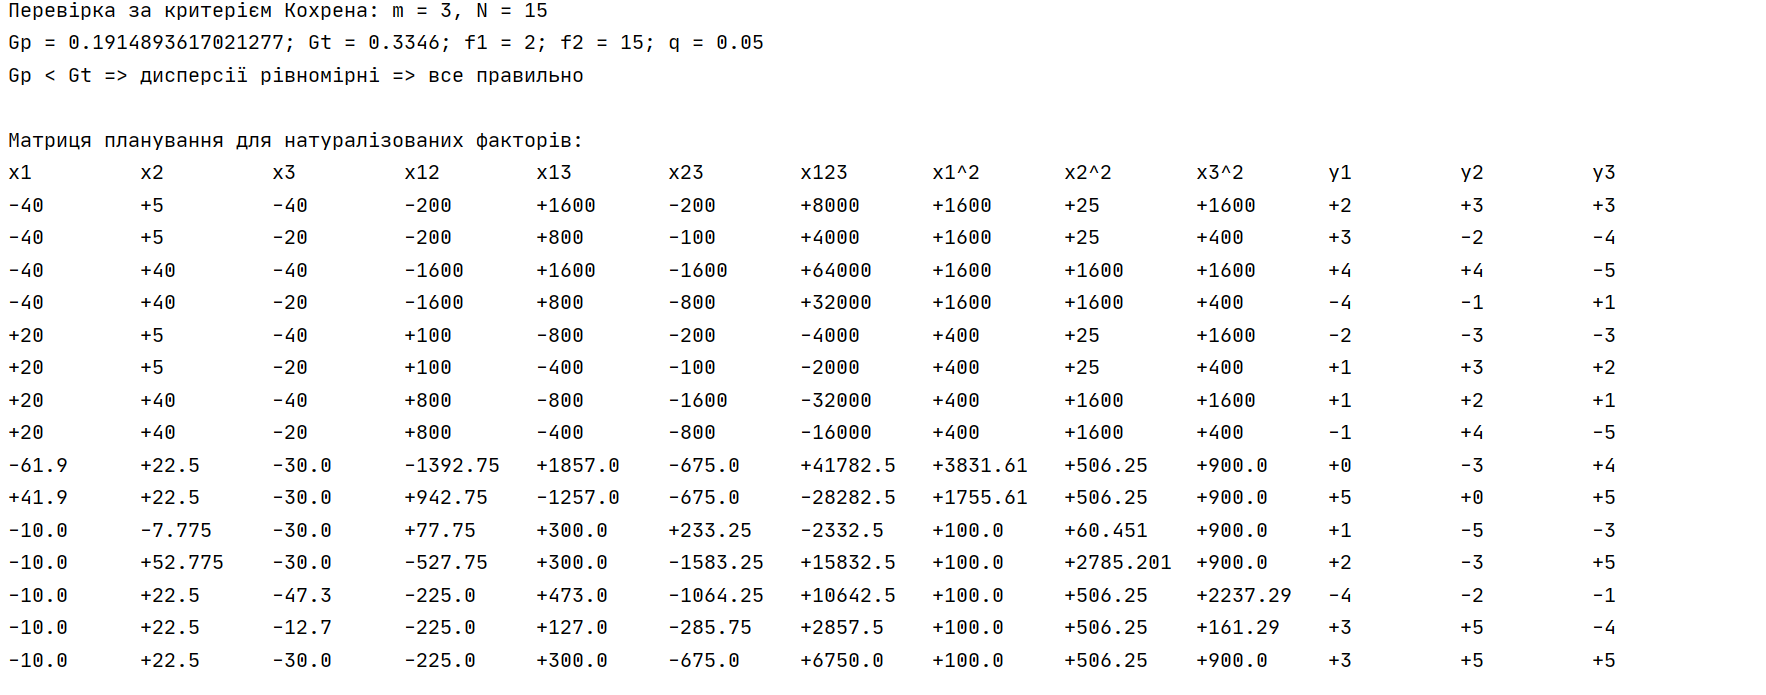 Перевірка за критерієм Кохрена: m = 3, N = 15
Gp = 0.1914893617021277; Gt = 0.3346; f1 = 2; f2 = 15; q = 0.05
Gp < Gt => дисперсії рівномірні => все правильно

Матриця планування для натуралізованих факторів:
x1 x2 x3 x12 x13 x23 x123 x1^2 x2^2 x3^2 y1 y2 y3
-40 +5 -40 -200 +1600 -200 +8000 +1600 +25 +1600 +2 +3 +3
-40 +5 -20 -200 +800 -100 +4000 +1600 +25 +400 +3 -2 -4
-40 +40 -40 -1600 +1600 -1600 +64000 +1600 +1600 +1600 +4 +4 -5
-40 +40 -20 -1600 +800 -800 +32000 +1600 +1600 +400 -4 -1 +1
+20 +5 -40 +100 -800 -200 -4000 +400 +25 +1600 -2 -3 -3
+20 +5 -20 +100 -400 -100 -2000 +400 +25 +400 +1 +3 +2
+20 +40 -40 +800 -800 -1600 -32000 +400 +1600 +1600 +1 +2 +1
+20 +40 -20 +800 -400 -800 -16000 +400 +1600 +400 -1 +4 -5
-61.9 +22.5 -30.0 -1392.75 +1857.0 -675.0 +41782.5 +3831.61 +506.25 +900.0 +0 -3 +4
+41.9 +22.5 -30.0 +942.75 -1257.0 -675.0 -28282.5 +1755.61 +506.25 +900.0 +5 +0 +5
-10.0 -7.775 -30.0 +77.75 +300.0 +233.25 -2332.5 +100.0 +60.451 +900.0 +1 -5 -3
-10.0 +52.775 -30.0 -527.75 +300.0 -1583.25 +15832.5 +100.0 +2785.201 +900.0 +2 -3 +5
-10.0 +22.5 -47.3 -225.0 +473.0 -1064.25 +10642.5 +100.0 +506.25 +2237.29 -4 -2 -1
-10.0 +22.5 -12.7 -225.0 +127.0 -285.75 +2857.5 +100.0 +506.25 +161.29 +3 +5 -4
-10.0 +22.5 -30.0 -225.0 +300.0 -675.0 +6750.0 +100.0 +506.25 +900.0 +3 +5 +5